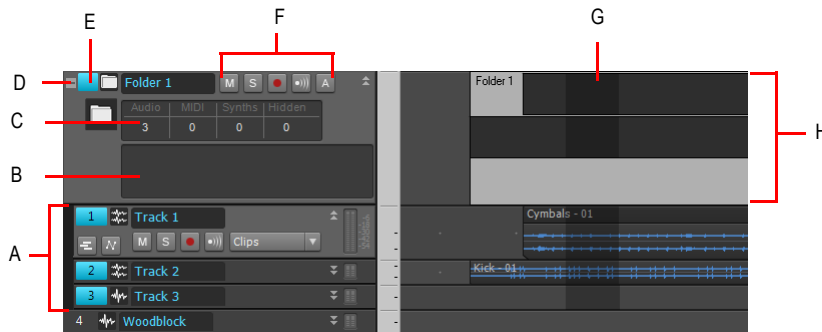 E
F
G
D
Folder 1
M S A
Folder 1
Audio MIDI Synths Hidden
C
3 0 0 0
H
B
Cymbals - 01
1 Track 1
M S Clips
A
2 Track 2
Kick - 01
3 Track 3
4 Woodblock